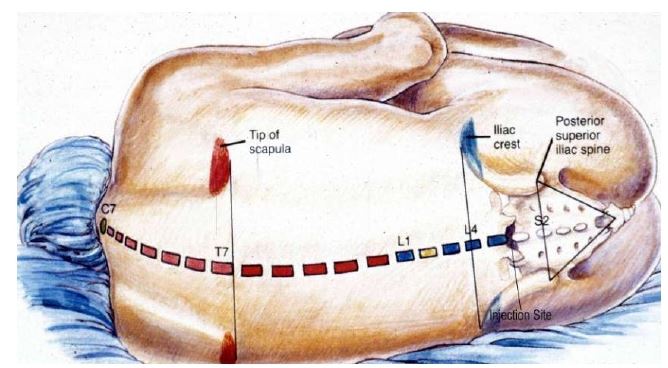 Tip of
scapula
Iliac
crest
Posterior
superior
iliac spine
C7
T7
L1
L4
S2
Injection Site